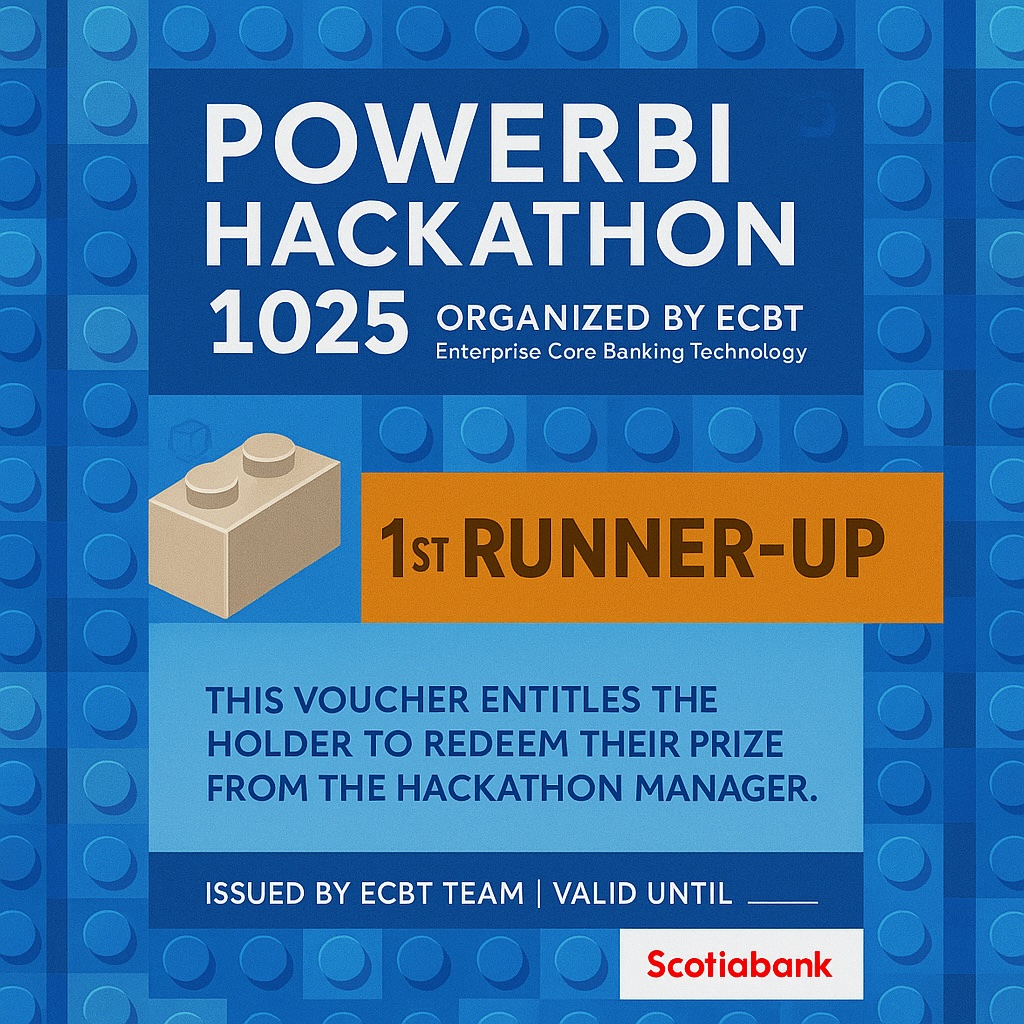 POWERBI
HACKATHON
1025 ORGANIZED BY ECBT
Enterprise Core Banking Technology
1ST RUNNER-UP
THIS VOUCHER ENTITLES THE
HOLDER TO REDEEM THEIR PRIZE
FROM THE HACKATHON MANAGER.
ISSUED BY ECBT TEAM | VALID UNTIL ____
Scotiabank